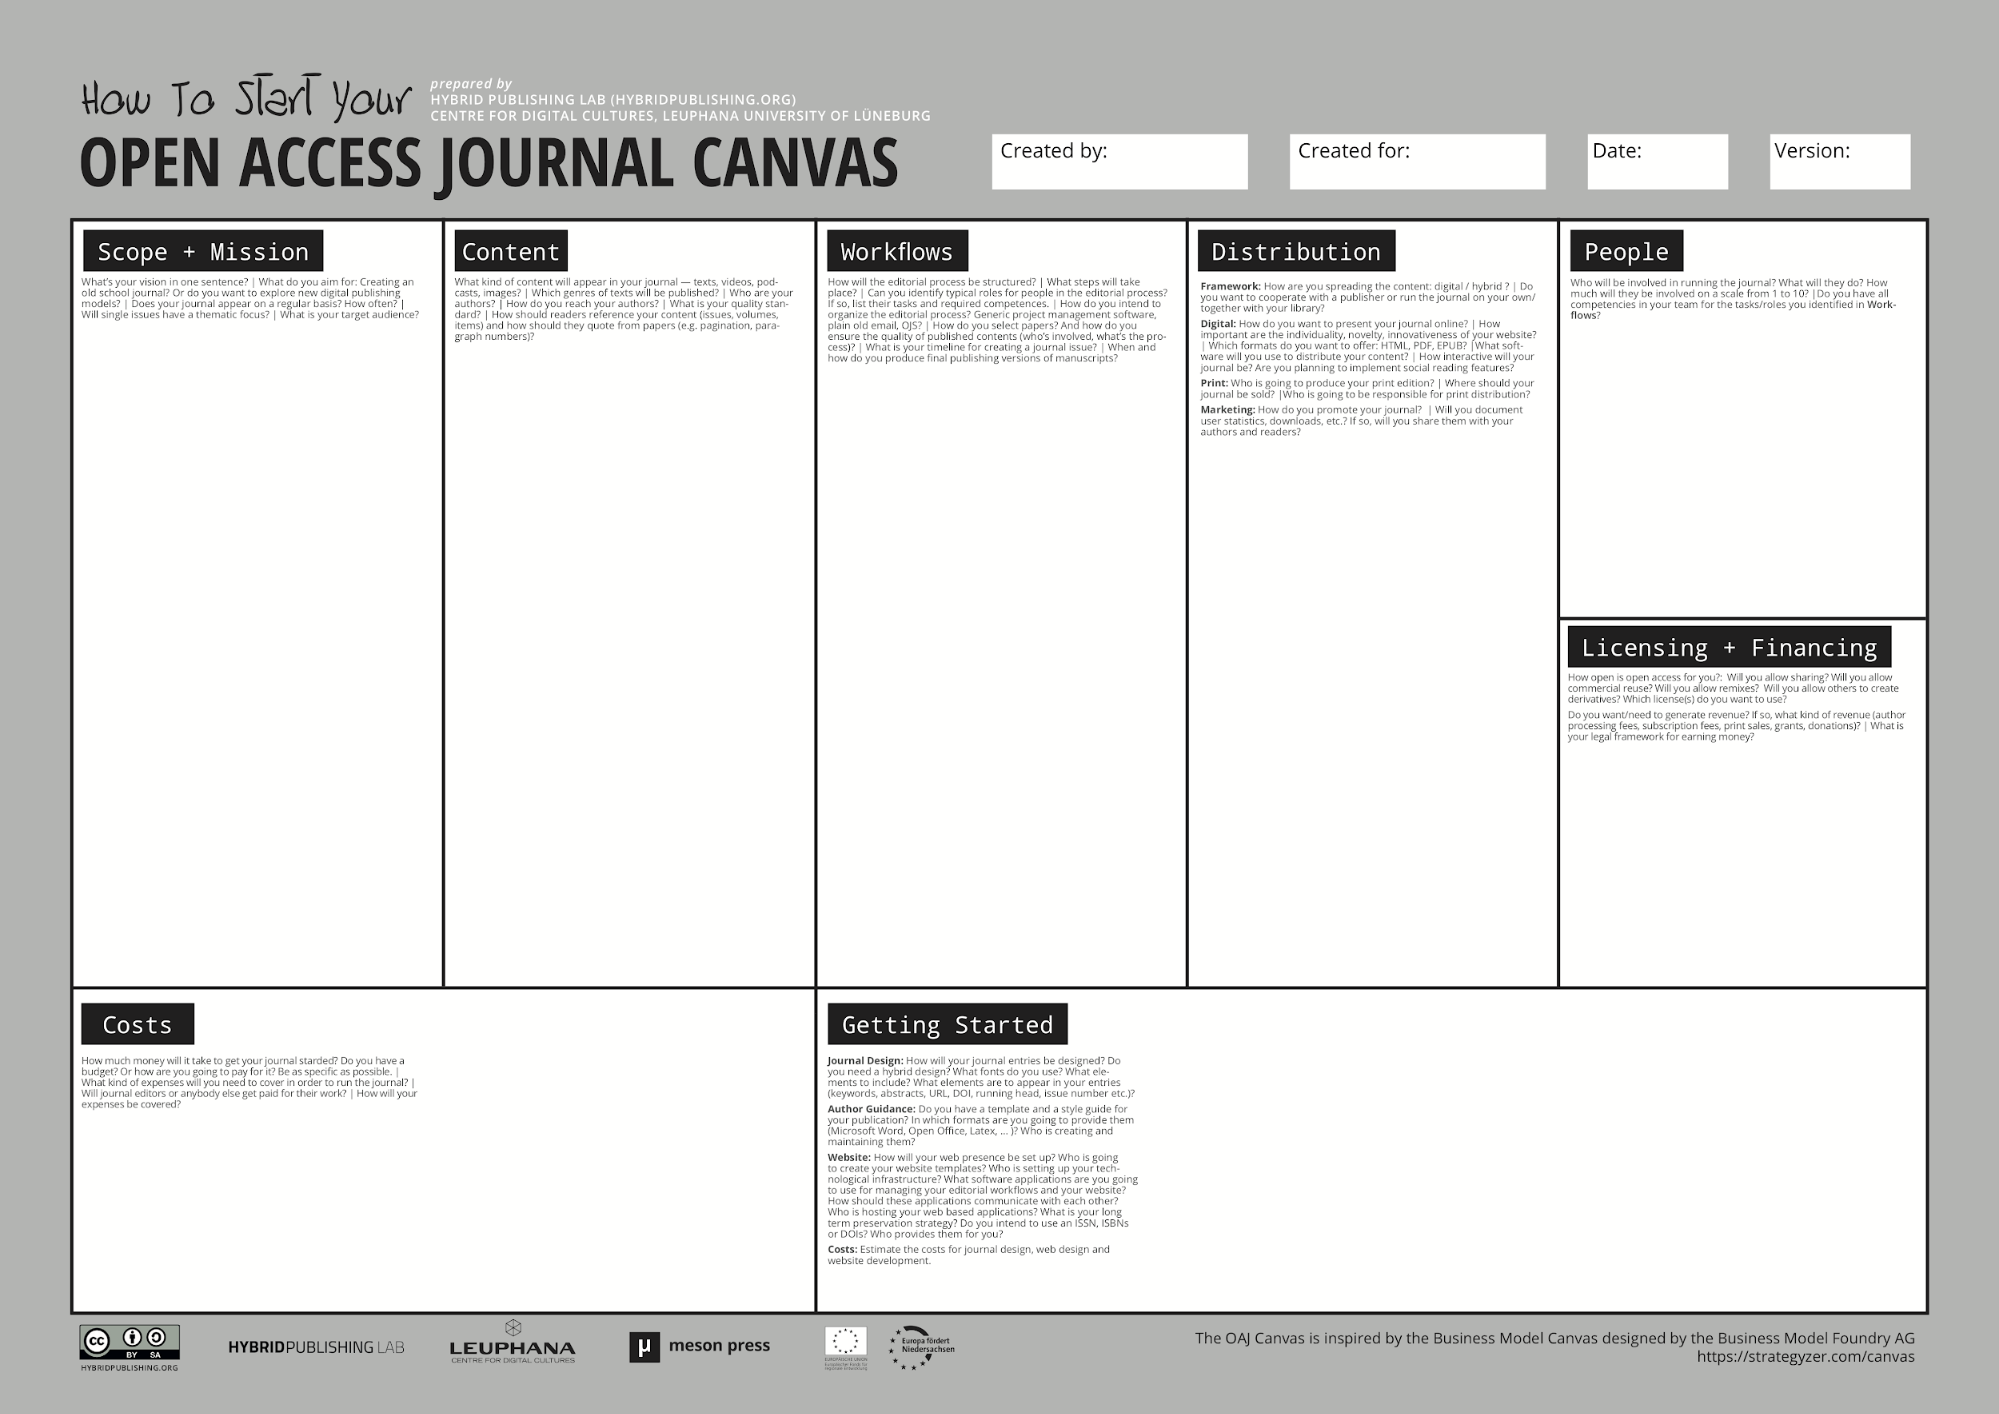 How To Start Your
prepared by
HYBRID PUBLISHING LAB (HYBRIDPUBLISHING.ORG)
CENTRE FOR DIGITAL CULTURES, LEUPHANA UNIVERSITY OF LÜNEBURG
OPEN ACCESS JOURNAL CANVAS
Created by:
Created for:
Date:
Version:
Scope + Mission
What's your vision in one sentence? | What do you aim for: Creating an
old school journal? Or do you want to explore new digital publishing
models? | Does your journal appear on a regular basis? How often? |
Will single issues have a thematic focus? | What is your target audience?
Content
What kind of content will appear in your journal — texts, videos, pod-
casts, images? | Which genres of texts will be published? | Who are your
authors? | How do you reach your authors? | What is your quality stan-
dard? | How should readers reference your content (issues, volumes,
items) and how should they quote from papers (e.g. pagination, para-
graph numbers)?
Workflows
How will the editorial process be structured? | What steps will take
place? | Can you identify typical roles for people in the editorial process?
If so, list their tasks and required competences. | How do you intend to
organize the editorial process? Generic project management software,
plain old email, OJS? | How do you select papers? And how do you
ensure the quality of published contents (who's involved, what's the pro-
cess)? | What is your timeline for creating a journal issue? | When and
how do you produce final publishing versions of manuscripts?
Distribution
Framework: How are you spreading the content: digital / hybrid ? | Do
you want to cooperate with a publisher or run the journal on your own/
together with your library?
Digital: How do you want to present your journal online? | How
important are the individuality, novelty, innovativeness of your website?
| Which formats do you want to offer: HTML, PDF, EPUB? |What soft-
ware will you use to distribute your content? | How interactive will your
journal be? Are you planning to implement social reading features?
Print: Who is going to produce your print edition? | Where should your
journal be sold? |Who is going to be responsible for print distribution?
Marketing: How do you promote your journal? | Will you document
user statistics, downloads, etc.? If so, will you share them with your
authors and readers?
People
Who will be involved in running the journal? What will they do? How
much will they be involved on a scale from 1 to 10? |Do you have all
competencies in your team for the tasks/roles you identified in Work-
flows?
Licensing + Financing
How open is open access for you?: Will you allow sharing? Will you allow
commercial reuse? Will you allow remixes? Will you allow others to create
derivatives? Which license(s) do you want to use?
Do you want/need to generate revenue? If so, what kind of revenue (author
processing fees, subscription fees, print sales, grants, donations)? | What is
your legal framework for earning money?
Costs
How much money will it take to get your journal starded? Do you have a
budget? Or how are you going to pay for it? Be as specific as possible. |
What kind of expenses will you need to cover in order to run the journal? |
Will journal editors or anybody else get paid for their work? | How will your
expenses be covered?
Getting Started
Journal Design: How will your journal entries be designed? Do
you need a hybrid design? What fonts do you use? What ele-
ments to include? What elements are to appear in your entries
(keywords, abstracts, URL, DOI, running head, issue number etc.)?
Author Guidance: Do you have a template and a style guide for
your publication? In which formats are you going to provide them
(Microsoft Word, Open Office, Latex, ... )? Who is creating and
maintaining them?
Website: How will your web presence be set up? Who is going
to create your website templates? Who is setting up your tech-
nological infrastructure? What software applications are you going
to use for managing your editorial workflows and your website?
How should these applications communicate with each other?
Who is hosting your web based applications? What is your long
term preservation strategy? Do you intend to use an ISSN, ISBNs
or DOIs? Who provides them for you?
Costs: Estimate the costs for journal design, web design and
website development.
cc BY SA
HYBRIDPUBLISHING.ORG
HYBRIDPUBLISHING LAB
LEUPHANA
CENTRE FOR DIGITAL CULTURES
µ meson press
EUROPÄISCHE UNION
Europa fördert
Niedersachsen
The OAJ Canvas is inspired by the Business Model Canvas designed by the Business Model Foundry AG
https://strategyzer.com/canvas